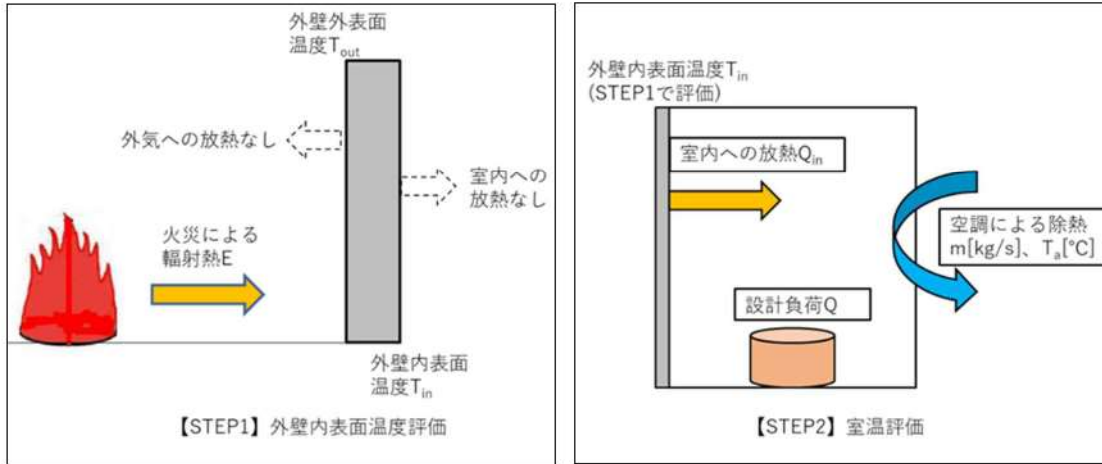 外壁外表面
温度Tout
外気への放熱なし
室内への
放熱なし
火災による
輻射熱E
外壁内表面
温度Tin
【STEP1】外壁内表面温度評価
外壁内表面温度Tin
(STEP1で評価)
室内への放熱Qin
空調による除熱
m[kg/s]、Ta[°C]
設計負荷Q
【STEP2】室温評価